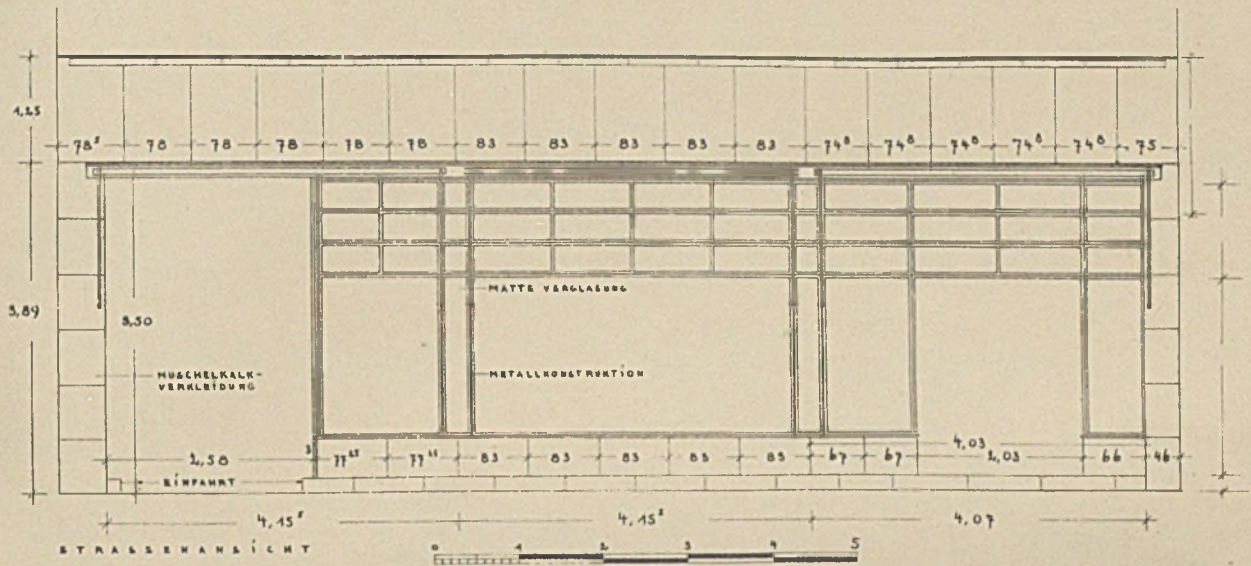 1,25
78⁵ 78 78 78 78 78 83 83 83 83 83 74⁸ 74⁸ 74⁸ 74⁸ 74⁸ 75
MATTE VERGLASUNG
3,89
3,50
MUSCHELKALK-
VERKLEIDUNG
METALLKONSTRUKTION
4,03
2,58 3 77²⁵ 77²⁵ 83 83 83 83 83 67 67 2,03 66 46
EINFAHRT
4,15⁵ 4,15⁵ 4,07
STRASSENANSICHT
0 1 2 3 4 5